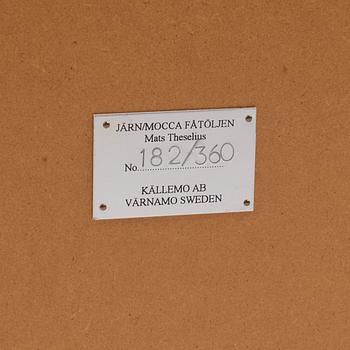 JÄRN/MOCCA FÅTÖLJEN
Mats Theselius
No. 182/360
KÄLLEMO AB
VÄRNAMO SWEDEN